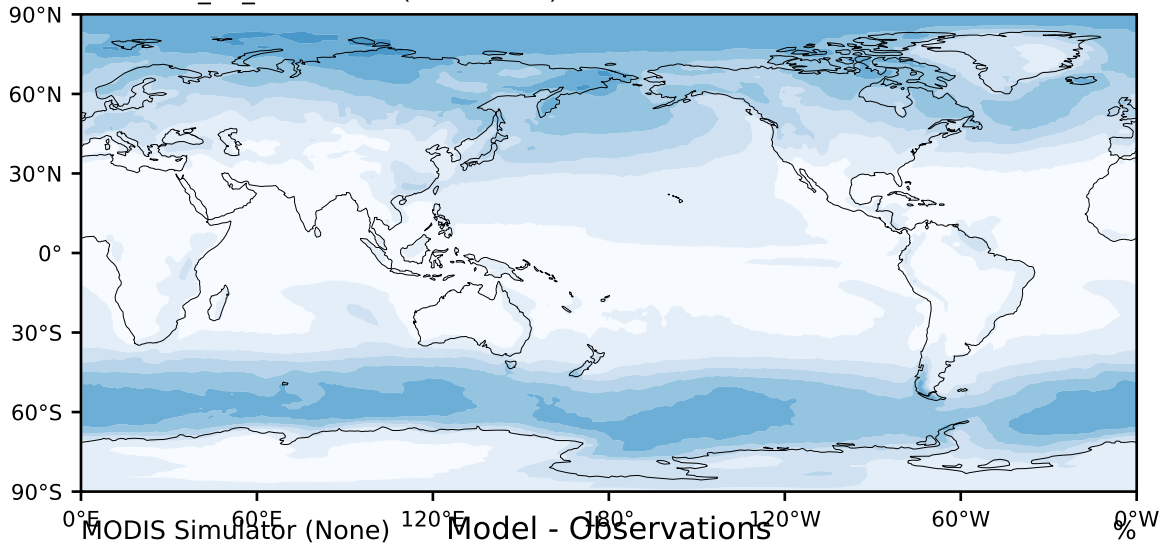 90°N
60°N
30°N
0°
30°S
60°S
90°S
0°E 60°E 120°E 180° 120°W 60°W 0°W
MODIS Simulator (None) Model - Observations %